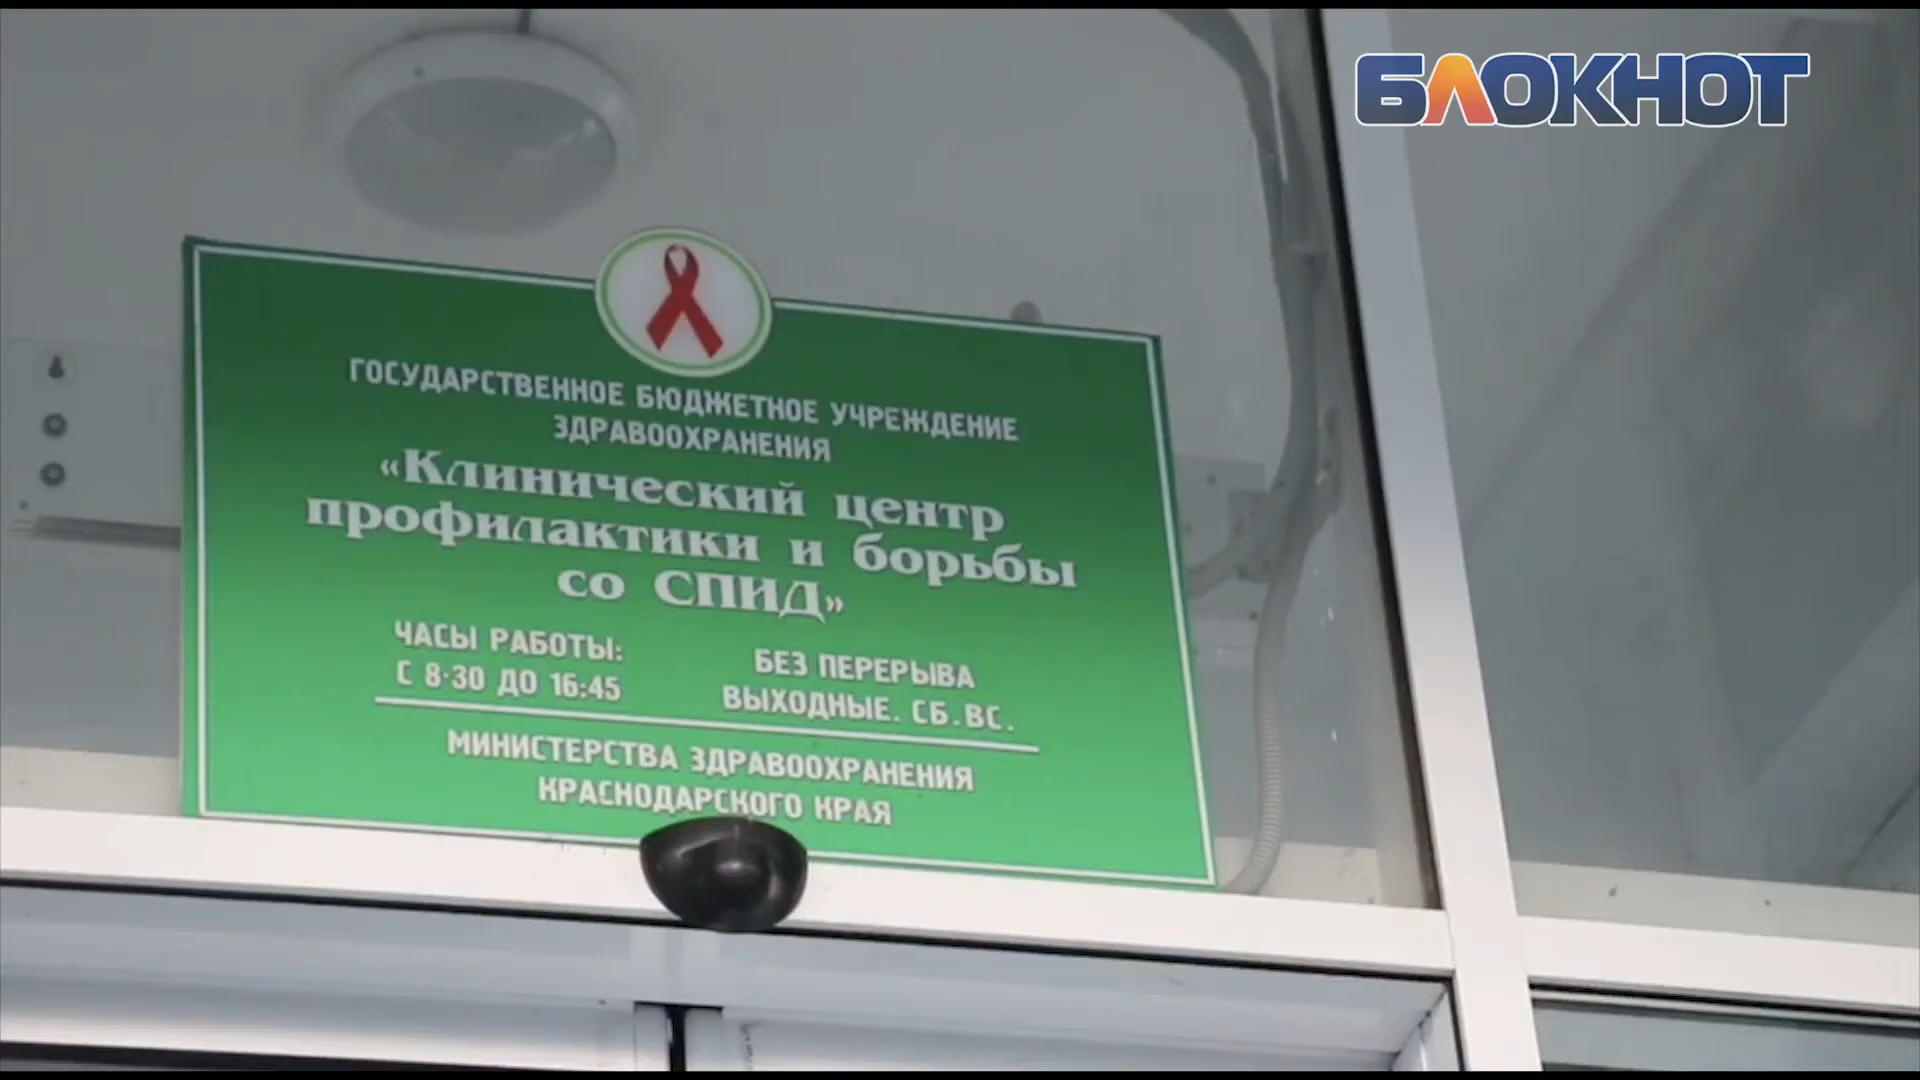 БЛОКНОТ
ГОСУДАРСТВЕННОЕ БЮДЖЕТНОЕ УЧРЕЖДЕНИЕ
ЗДРАВООХРАНЕНИЯ
«Клинический центр
профилактики и борьбы
со СПИД»
ЧАСЫ РАБОТЫ:
С 8-30 ДО 16:45
БЕЗ ПЕРЕРЫВА
ВЫХОДНЫЕ. СБ.ВС.
МИНИСТЕРСТВА ЗДРАВООХРАНЕНИЯ
КРАСНОДАРСКОГО КРАЯ